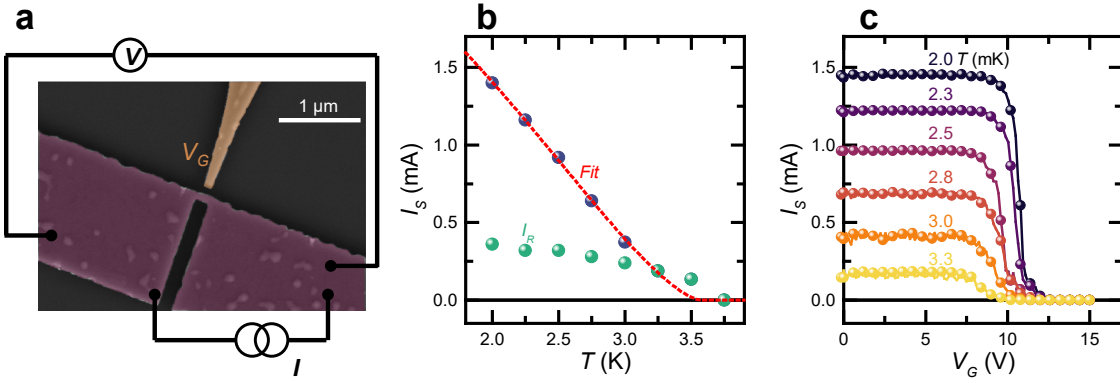 a
V
1 µm
V_G
I
b
I_S (mA)
1.5
1.0
0.5
0.0
Fit
I_R
2.0 2.5 3.0 3.5
T (K)
c
I_S (mA)
1.5
1.0
0.5
0.0
2.0 T (mK)
2.3
2.5
2.8
3.0
3.3
0 5 10 15
V_G (V)